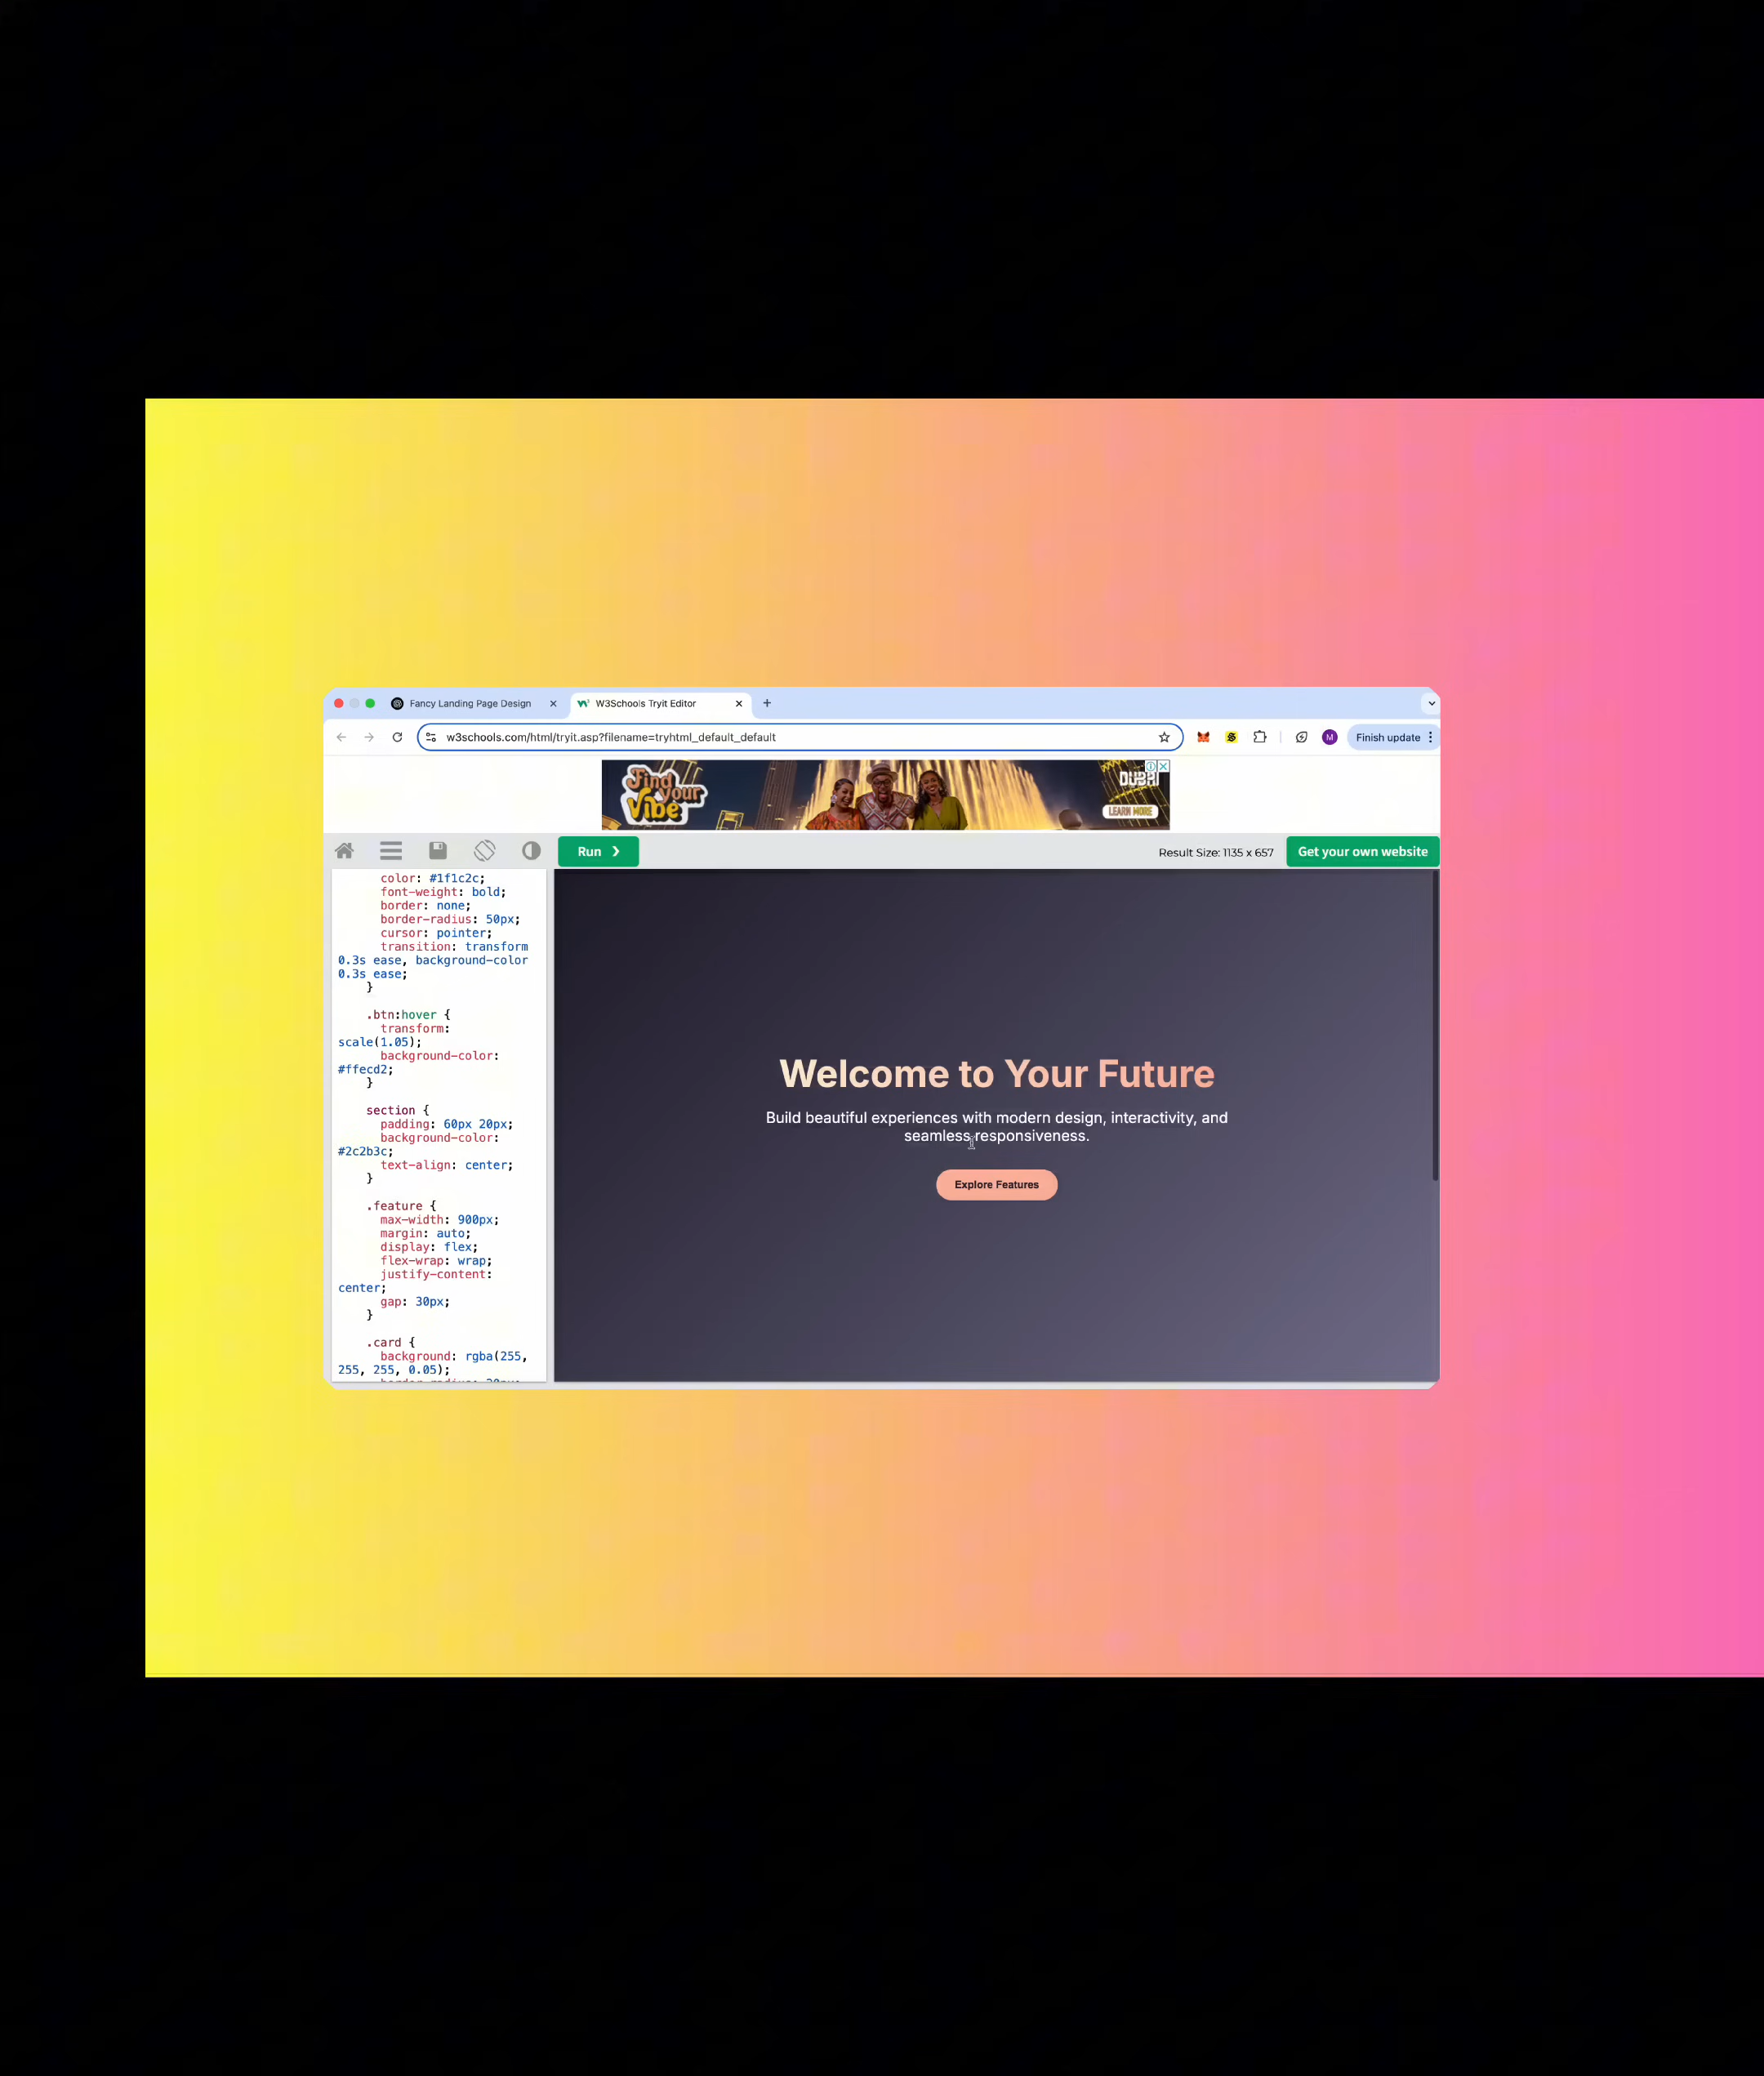 Fancy Landing Page Design
W3Schools Tryit Editor
w3schools.com/html/tryit.asp?filename=tryhtml_default_default
M
Finish update
Find
your
Vibe
DUBAI
LEARN MORE
Run
Result Size: 1135 x 657
Get your own website
color: #1f1c2c;
font-weight: bold;
border: none;
border-radius: 50px;
cursor: pointer;
transition: transform
0.3s ease, background-color
0.3s ease;
}
.btn:hover {
transform:
scale(1.05);
background-color:
#ffecd2;
}
section {
padding: 60px 20px;
background-color:
#2c2b3c;
text-align: center;
}
.feature {
max-width: 900px;
margin: auto;
display: flex;
flex-wrap: wrap;
justify-content:
center;
gap: 30px;
}
.card {
background: rgba(255,
255, 255, 0.05);
Welcome to Your Future
Build beautiful experiences with modern design, interactivity, and
seamless responsiveness.
Explore Features